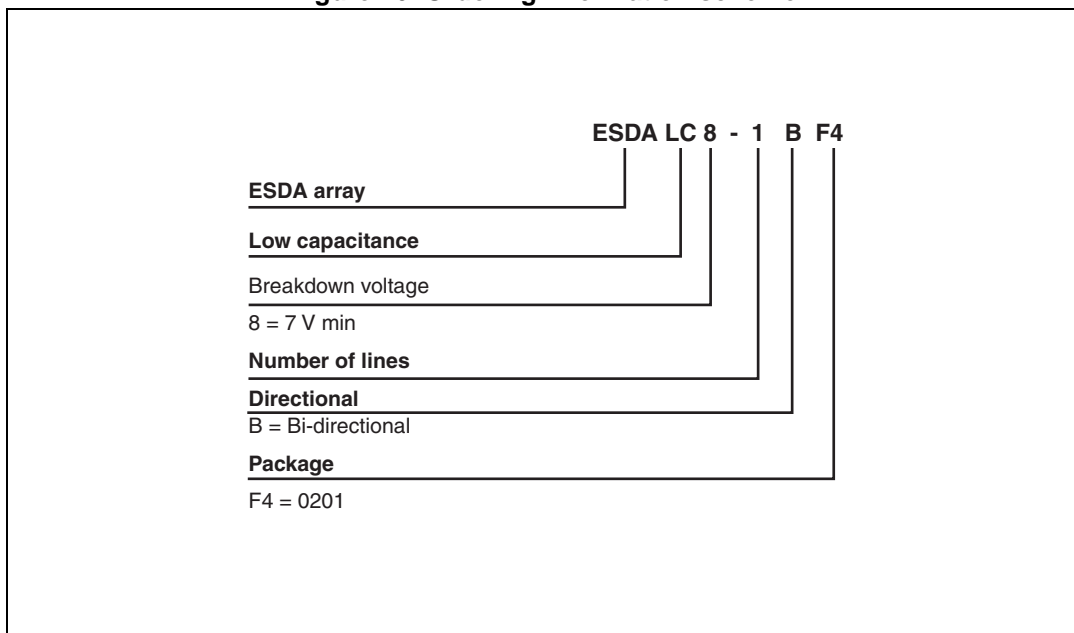 ESDA LC 8 - 1 B F4
ESDA array
Low capacitance
Breakdown voltage
8 = 7 V min
Number of lines
Directional
B = Bi-directional
Package
F4 = 0201